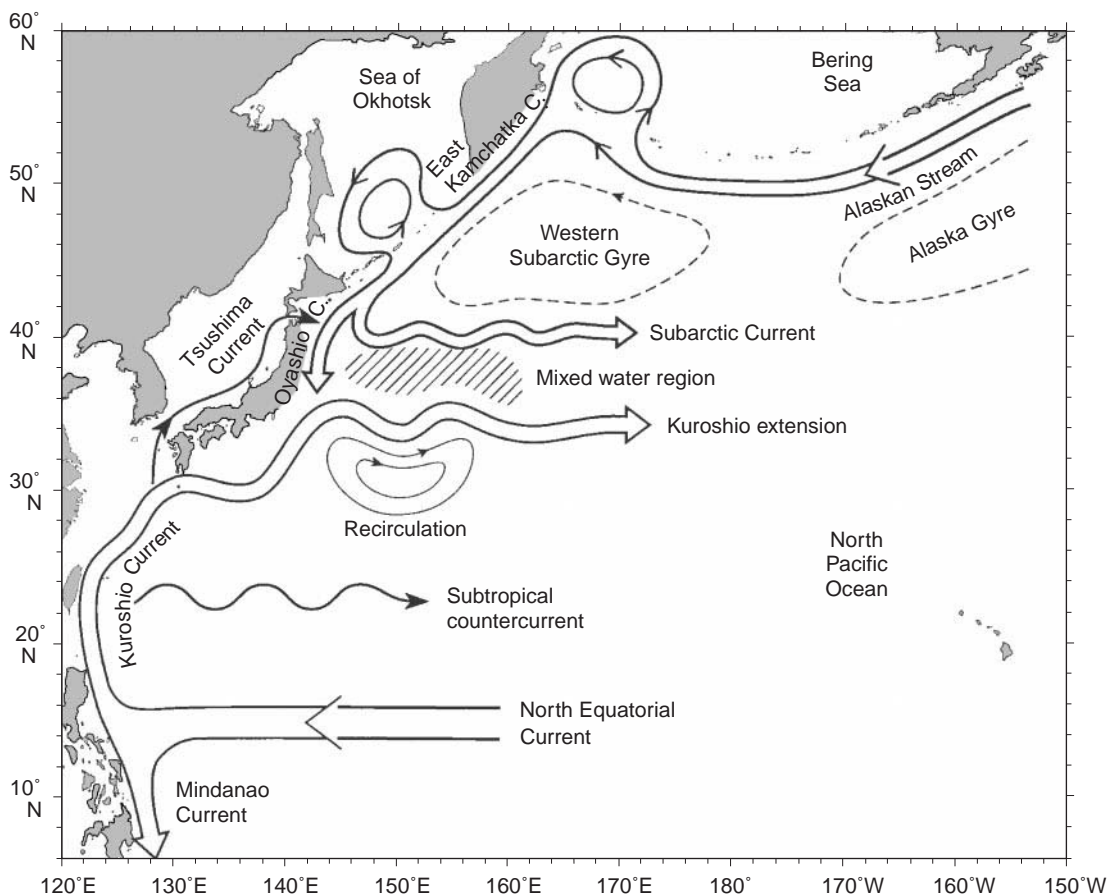 60°
N
50°
N
40°
N
30°
N
20°
N
10°
N
Sea of
Okhotsk
Bering
Sea
East
Kamchatka C.
Alaskan Stream
Alaska Gyre
Western
Subarctic Gyre
Tsushima
Current
Oyashio C..
Subarctic Current
Mixed water region
Kuroshio extension
Recirculation
Kuroshio Current
North
Pacific
Ocean
Subtropical
countercurrent
North Equatorial
Current
Mindanao
Current
120°E
130°E
140°E
150°E
160°E
170°E
180°
170°W
160°W
150°W